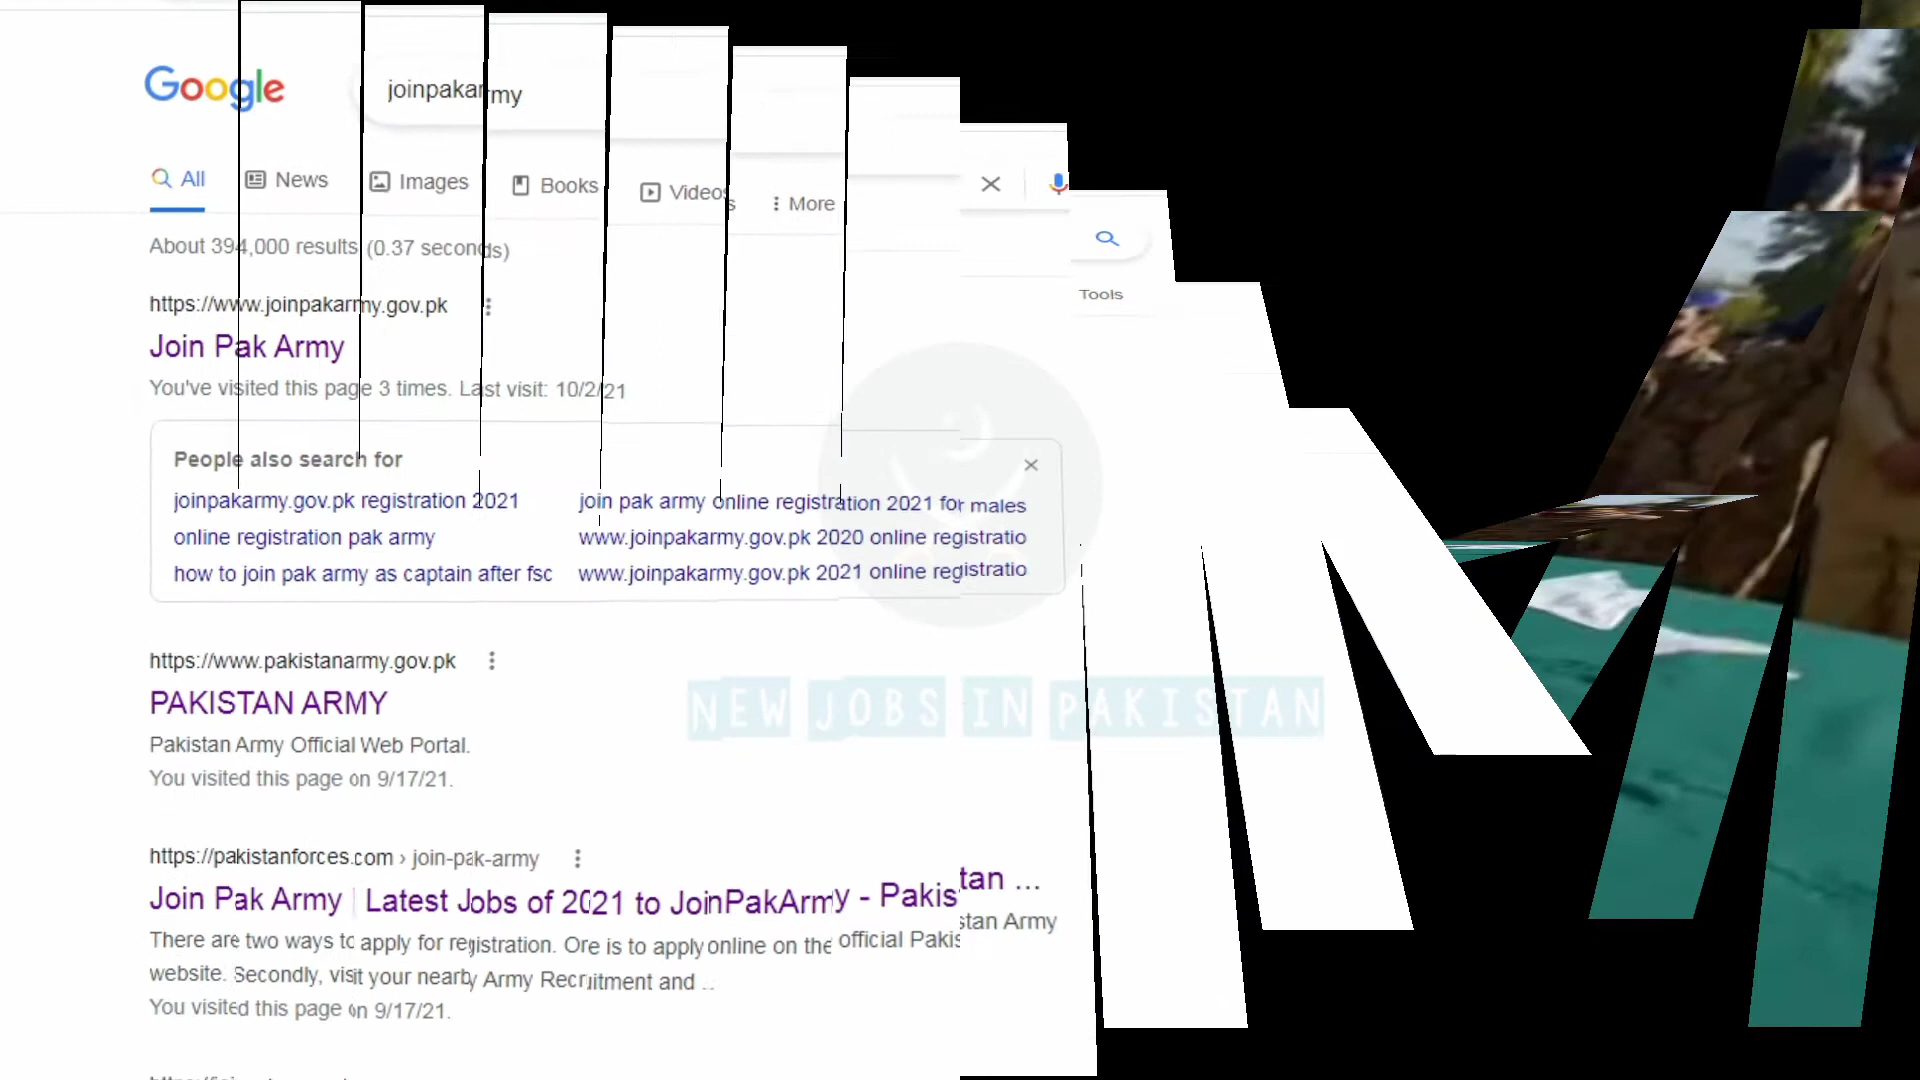 Google
joinpakarmy
All News Images Books Videos More
Tools
About 394,000 results (0.37 seconds)
https://www.joinpakarmy.gov.pk
Join Pak Army
You've visited this page 3 times. Last visit: 10/2/21
People also search for
joinpakarmy.gov.pk registration 2021
join pak army online registration 2021 for males
online registration pak army
www.joinpakarmy.gov.pk 2020 online registratio
how to join pak army as captain after fsc
www.joinpakarmy.gov.pk 2021 online registratio
https://www.pakistanarmy.gov.pk
PAKISTAN ARMY
NEW JOBS IN PAKISTAN
Pakistan Army Official Web Portal.
You visited this page on 9/17/21.
https://pakistanforces.com › join-pak-army
Join Pak Army | Latest Jobs of 2021 to JoinPakArmy - Pakistan ...
There are two ways to apply for registration. One is to apply online on the official Pakistan Army
website. Secondly, visit your nearby Army Recruitment and ...
You visited this page on 9/17/21.